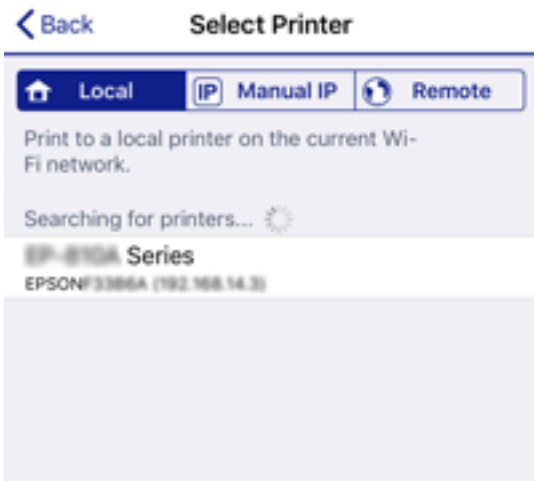 Back
Select Printer
Local
IP Manual IP
Remote
Print to a local printer on the current Wi-
Fi network.
Searching for printers...
Series
EPSON